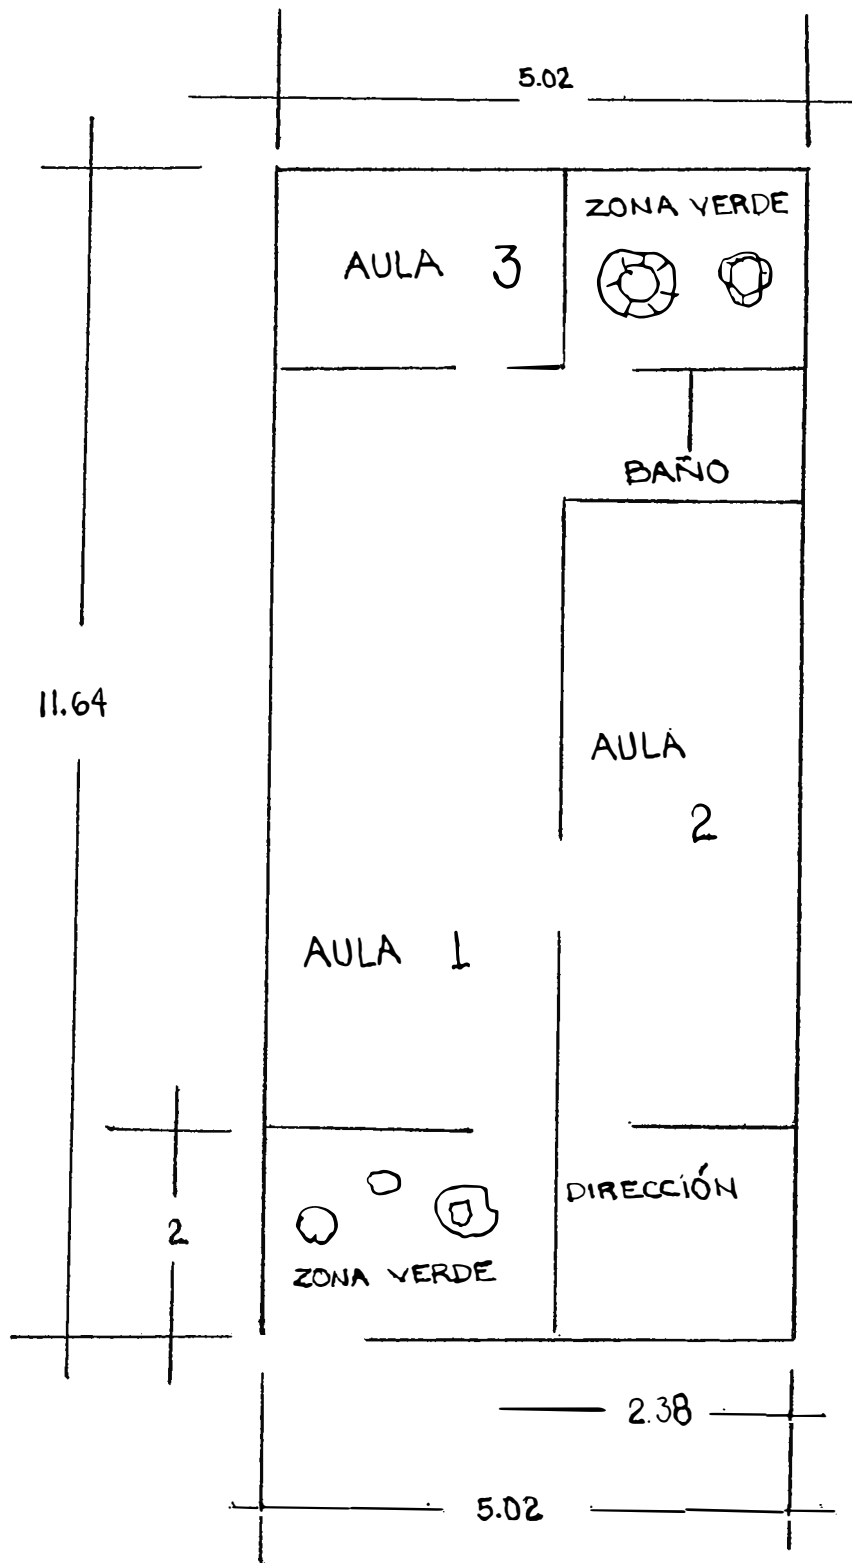 5.02
ZONA VERDE
AULA 3
BAÑO
11.64
AULA
2
AULA 1
DIRECCIÓN
2
ZONA VERDE
2.38
5.02